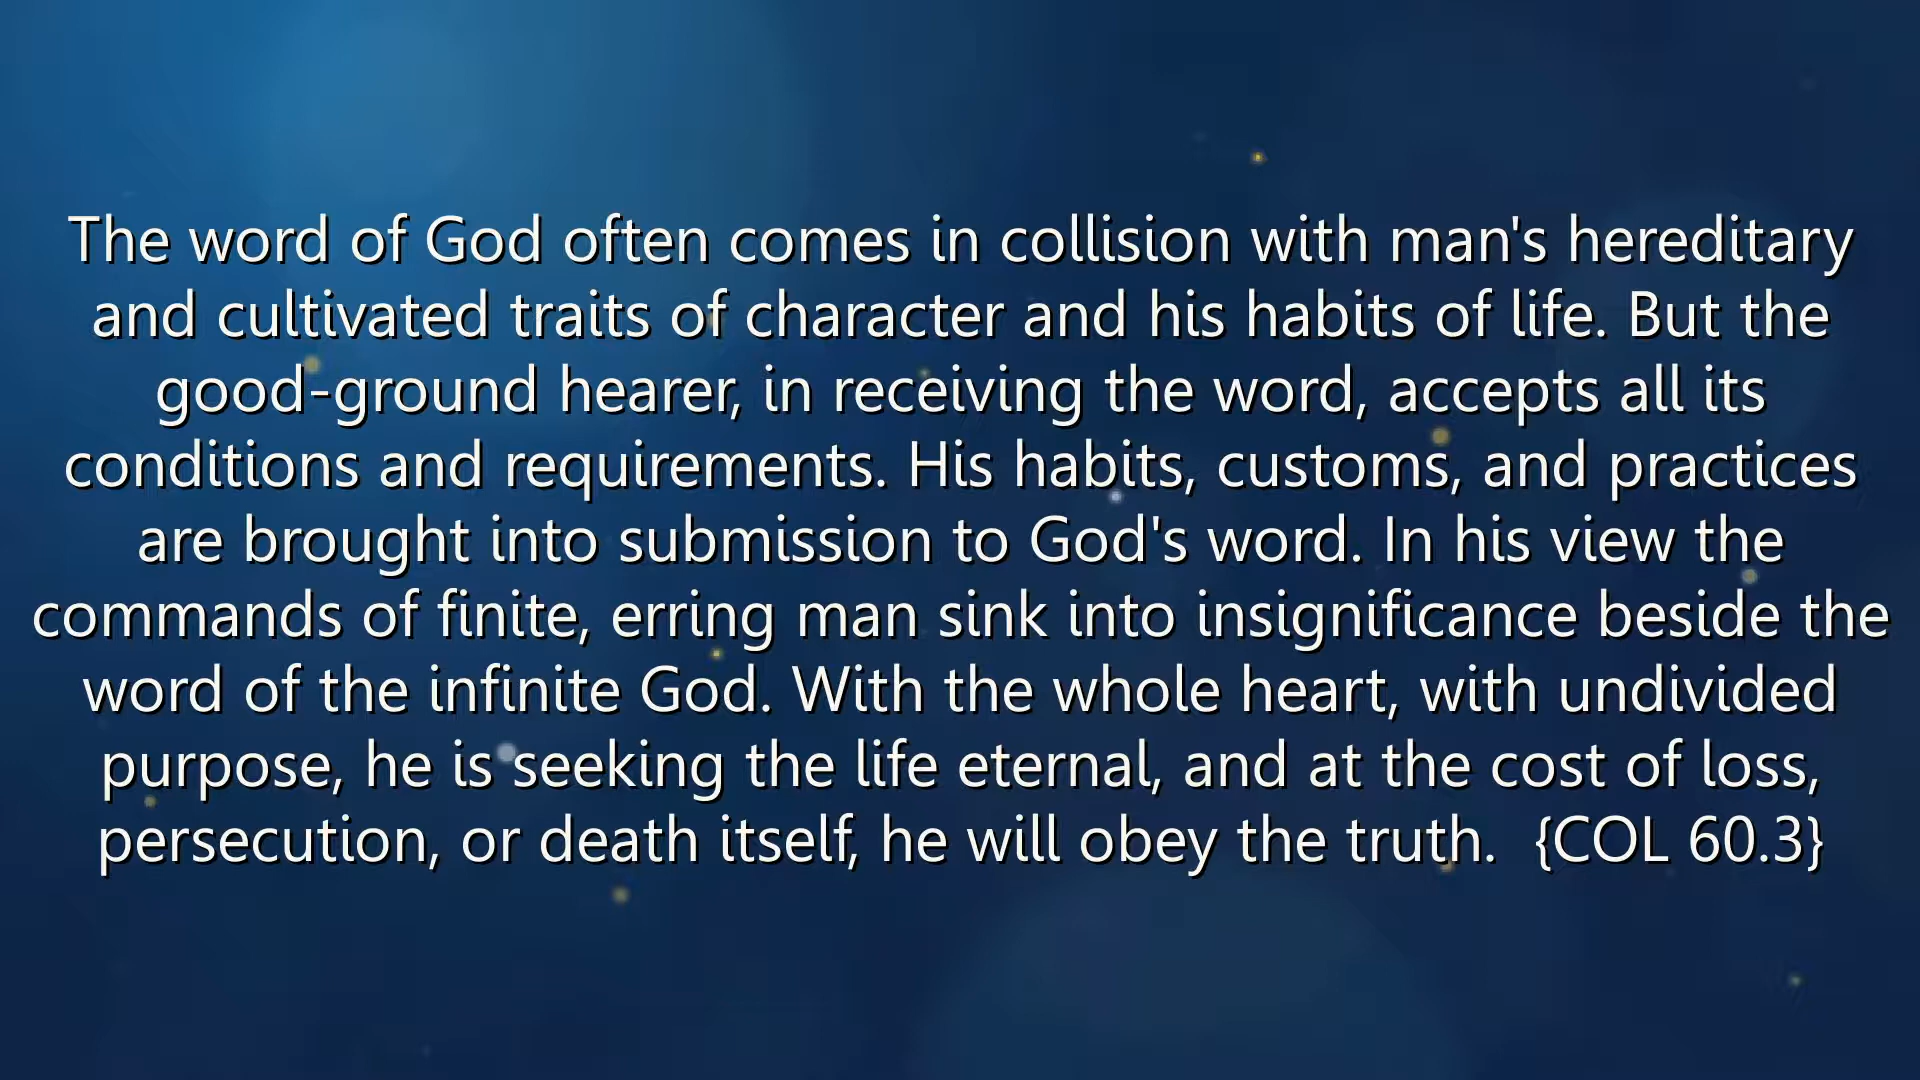 The word of God often comes in collision with man's hereditary
and cultivated traits of character and his habits of life. But the
good-ground hearer, in receiving the word, accepts all its
conditions and requirements. His habits, customs, and practices
are brought into submission to God's word. In his view the
commands of finite, erring man sink into insignificance beside the
word of the infinite God. With the whole heart, with undivided
purpose, he is seeking the life eternal, and at the cost of loss,
persecution, or death itself, he will obey the truth.  {COL 60.3}